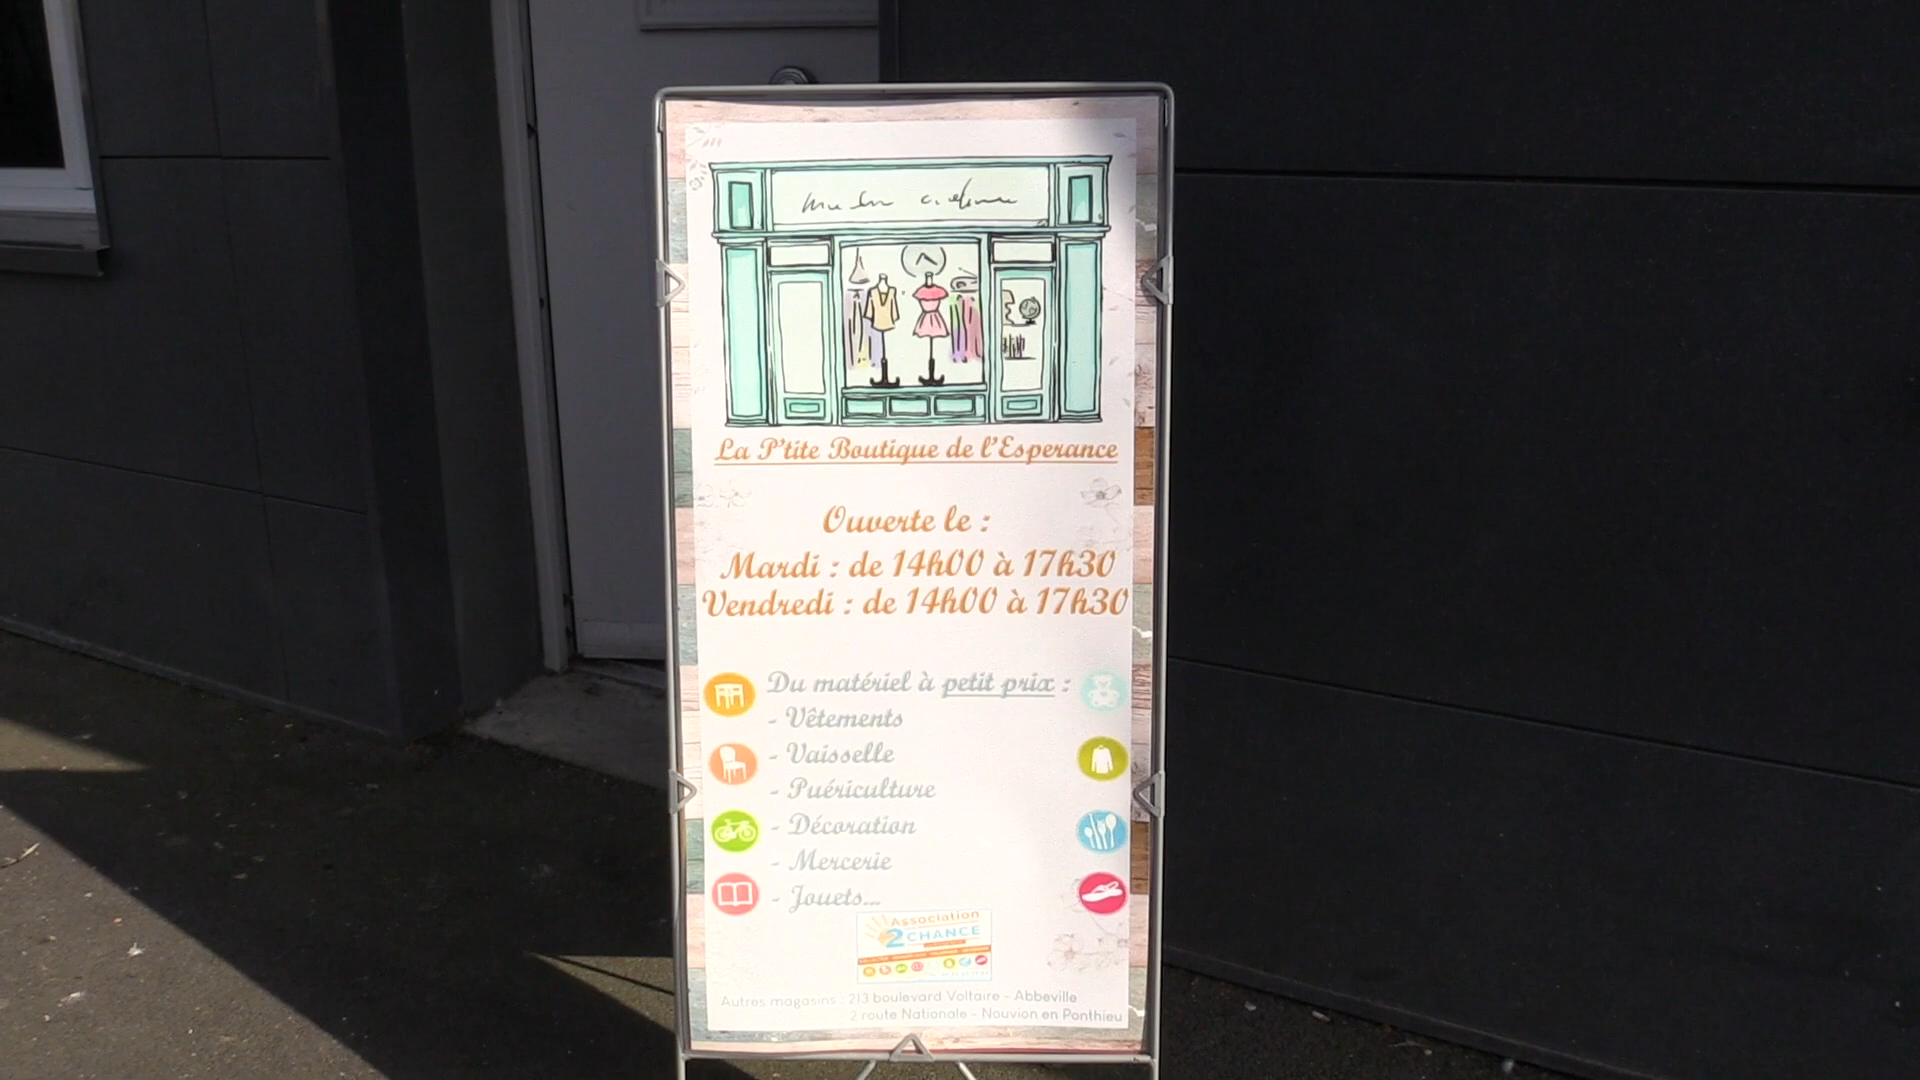 La P'tite Boutique de l'Esperance
Ouverte le :
Mardi : de 14h00 à 17h30
Vendredi : de 14h00 à 17h30
Du matériel à petit prix :
- Vêtements
- Vaisselle
- Puériculture
- Décoration
- Mercerie
- Jouets...
Association
2 CHANCE
Autres magasins : 213 boulevard Voltaire - Abbeville
2 route Nationale - Nouvion en Ponthieu